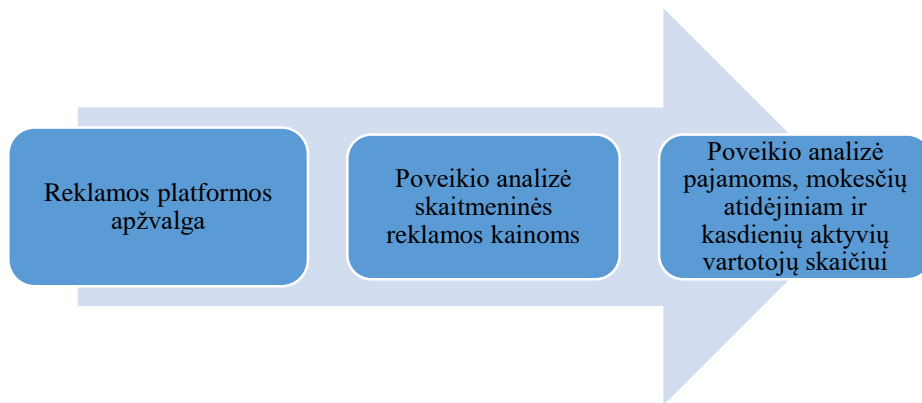 Reklamos platformos
apžvalga
Poveikio analizė
skaitmeninės
reklamos kainoms
Poveikio analizė
pajamoms, mokesčių
atidėjiniam ir
kasdienių aktyvių
vartotojų skaičiui